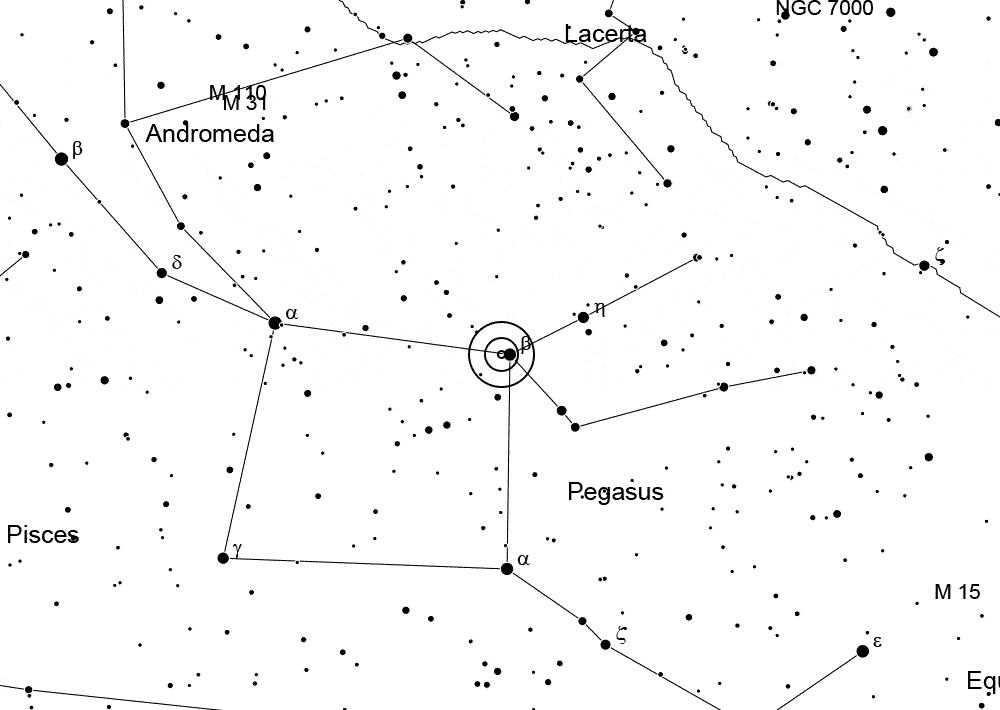 NGC 7000
Lacerta
M 110
M 31
Andromeda
β
ζ
δ
α
η
β
Pegasus
Pisces
γ
α
M 15
ζ
ε
Equ